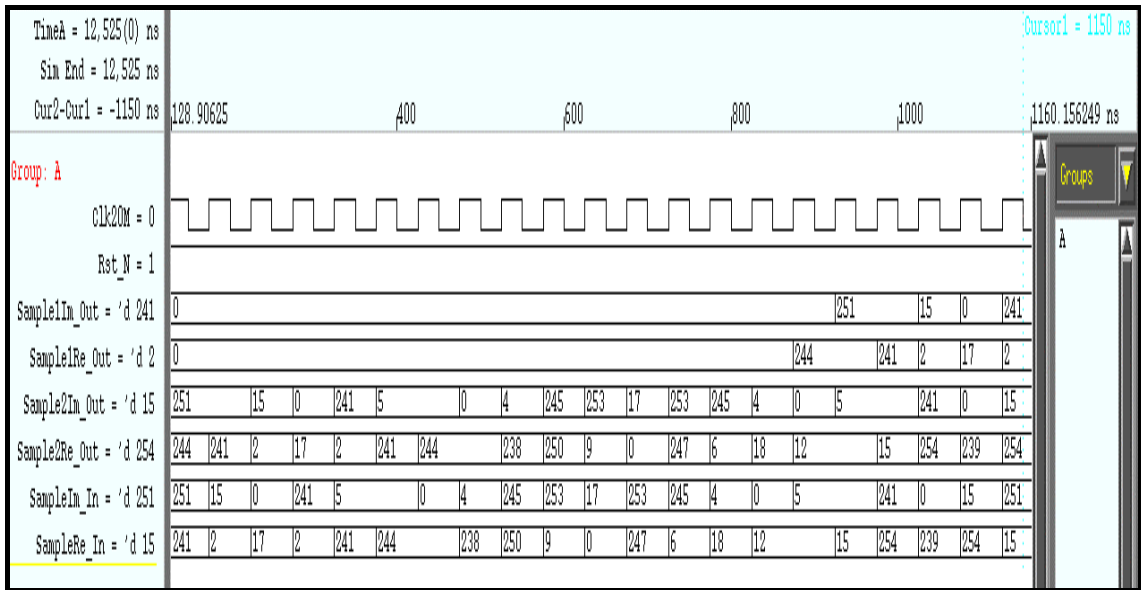 TimeA = 12,525(0) ns
Cursor1 = 1150 ns
Sim End = 12,525 ns
Cur2-Cur1 = -1150 ns
128.90625 400 600 800 1000 1160.156249 ns
Group: A
Groups
Clk20M = 0
A
Rst_N = 1
Sample1Im_Out = 'd 241 0 251 15 0 241
Sample1Re_Out = 'd 2 0 244 241 2 17 2
Sample2Im_Out = 'd 15 251 15 0 241 5 0 4 245 253 17 253 245 4 0 5 241 0 15
Sample2Re_Out = 'd 254 244 241 2 17 2 241 244 238 250 9 0 247 6 18 12 15 254 239 254
SampleIm_In = 'd 251 251 15 0 241 5 0 4 245 253 17 253 245 4 0 5 241 0 15 251
SampleRe_In = 'd 15 241 2 17 2 241 244 238 250 9 0 247 6 18 12 15 254 239 254 15